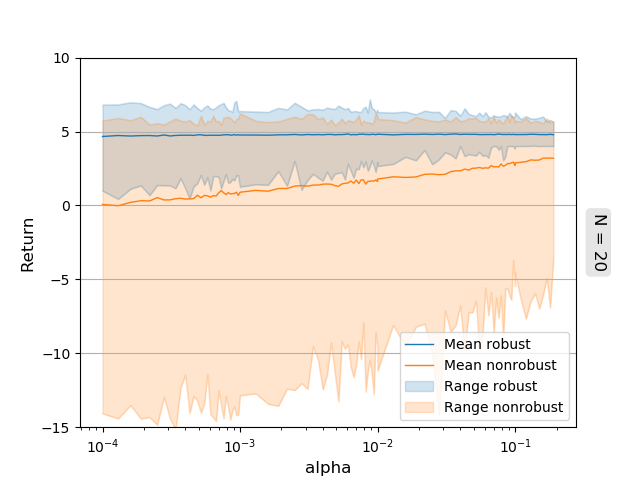 10
5
0
−5
−10
−15
Return
10⁻⁴
10⁻³
10⁻²
10⁻¹
alpha
N = 20
Mean robust
Mean nonrobust
Range robust
Range nonrobust